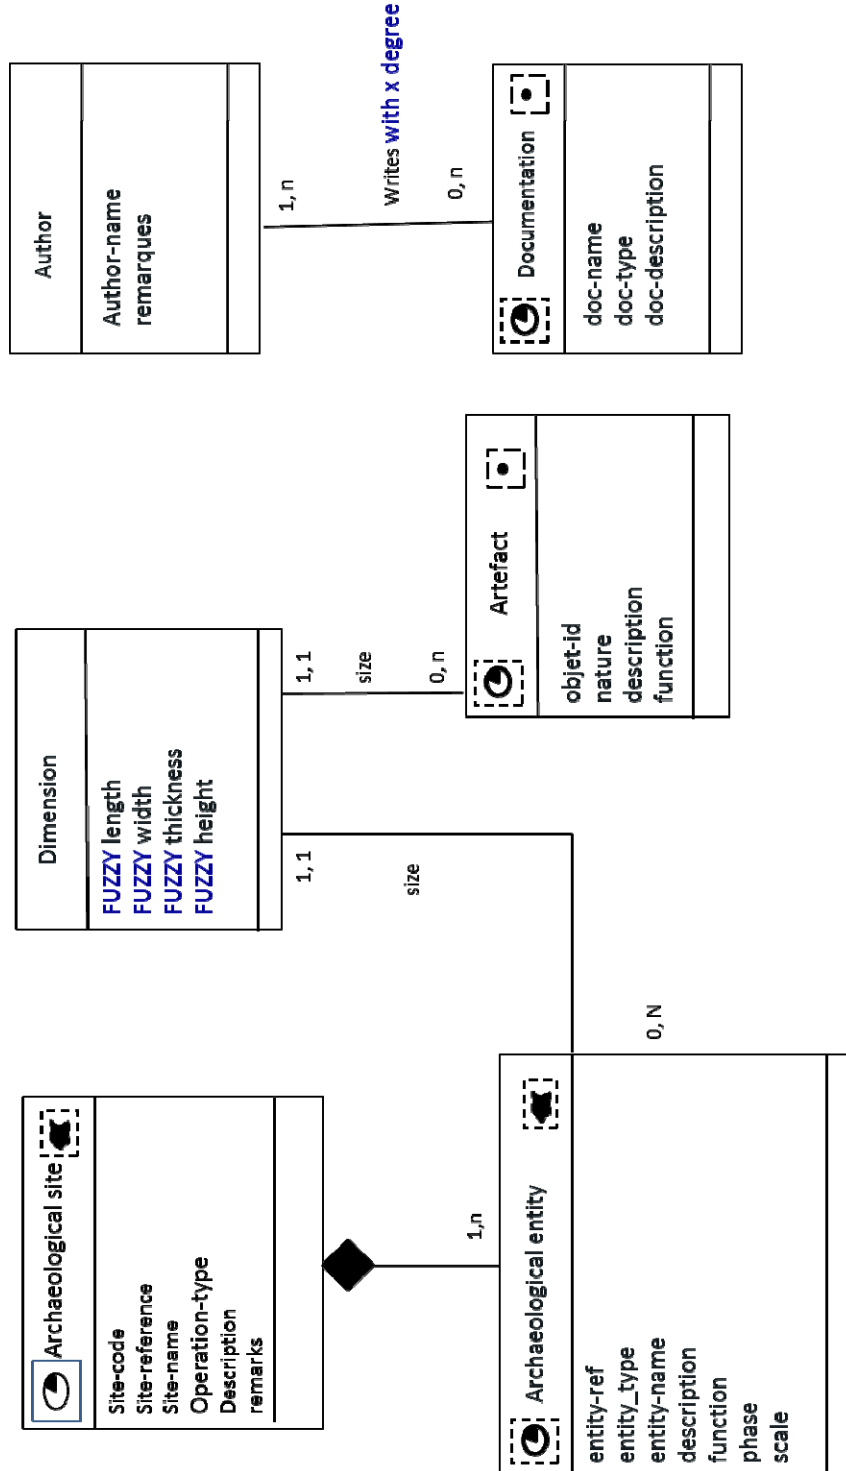 Archaeological site
Site-code
Site-reference
Site-name
Operation-type
Description
remarks
1,n
Archaeological entity
entity-ref
entity_type
entity-name
description
function
phase
scale
Dimension
FUZZY length
FUZZY width
FUZZY thickness
FUZZY height
1, 1
size
0, N
1, 1
size
0, n
Artefact
objet-id
nature
description
function
Author
Author-name
remarques
1, n
Writes with x degree
0, n
Documentation
doc-name
doc-type
doc-description